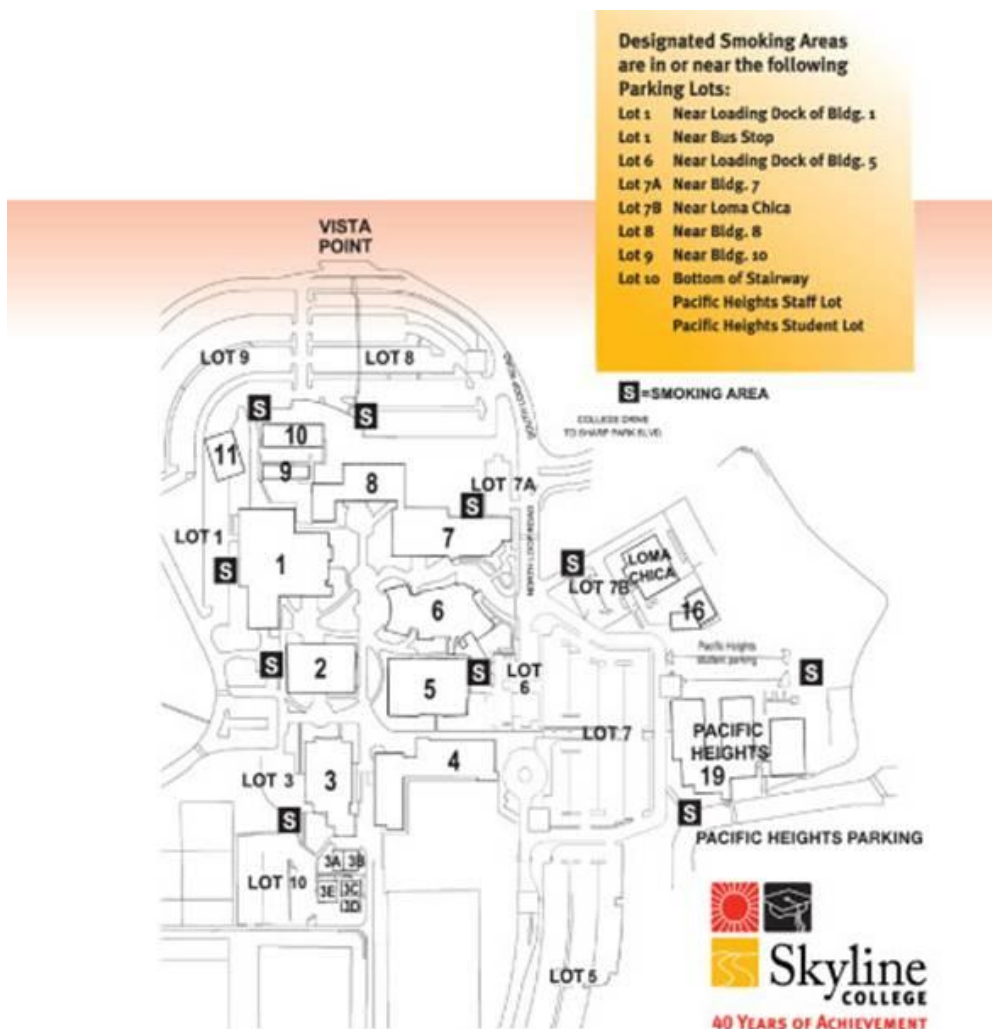 Designated Smoking Areas
are in or near the following
Parking Lots:
Lot 1 Near Loading Dock of Bldg. 1
Lot 1 Near Bus Stop
Lot 6 Near Loading Dock of Bldg. 5
Lot 7A Near Bldg. 7
Lot 7B Near Loma Chica
Lot 8 Near Bldg. 8
Lot 9 Near Bldg. 10
Lot 10 Bottom of Stairway
Pacific Heights Staff Lot
Pacific Heights Student Lot
S =SMOKING AREA
VISTA
POINT
LOT 9
LOT 8
SOUTH LOOP ROAD
COLLEGE DRIVE
TO SHARP PARK BLVD
S
S
10
11
9
8
LOT 7A
S
7
NORTH LOOP ROAD
LOT 1
1
S
S
LOMA
CHICA
LOT 7B
16
6
Pacific Heights
student parking
S
2
S
5
S
LOT
6
S
LOT 7
PACIFIC
HEIGHTS
19
4
3
LOT 3
S
S
PACIFIC HEIGHTS PARKING
3A
3B
LOT 10
3E
3C
3D
LOT 5
Skyline
COLLEGE
40 YEARS OF ACHIEVEMENT